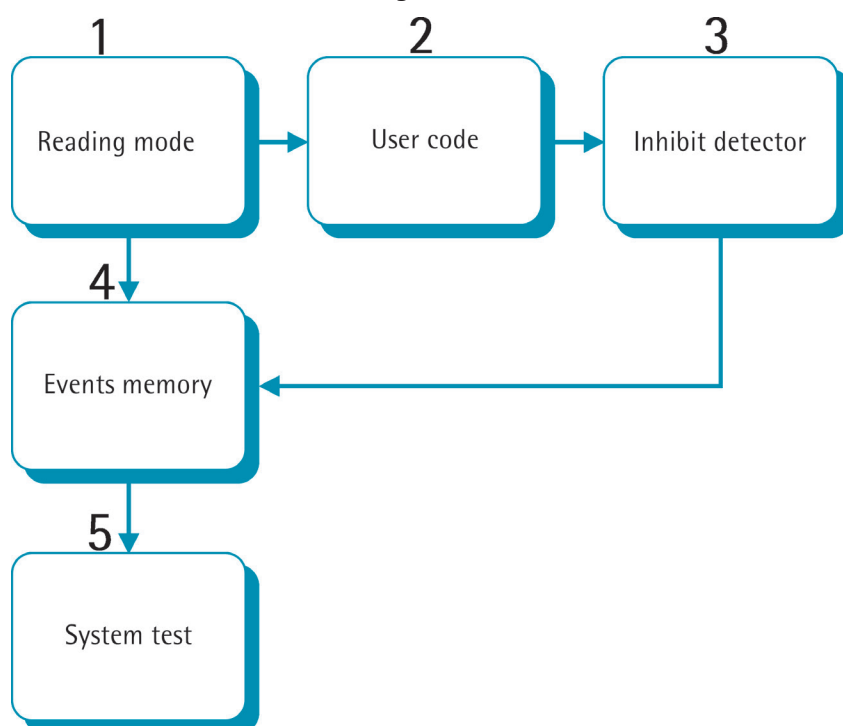 1
2
3
Reading mode
User code
Inhibit detector
4
Events memory
5
System test